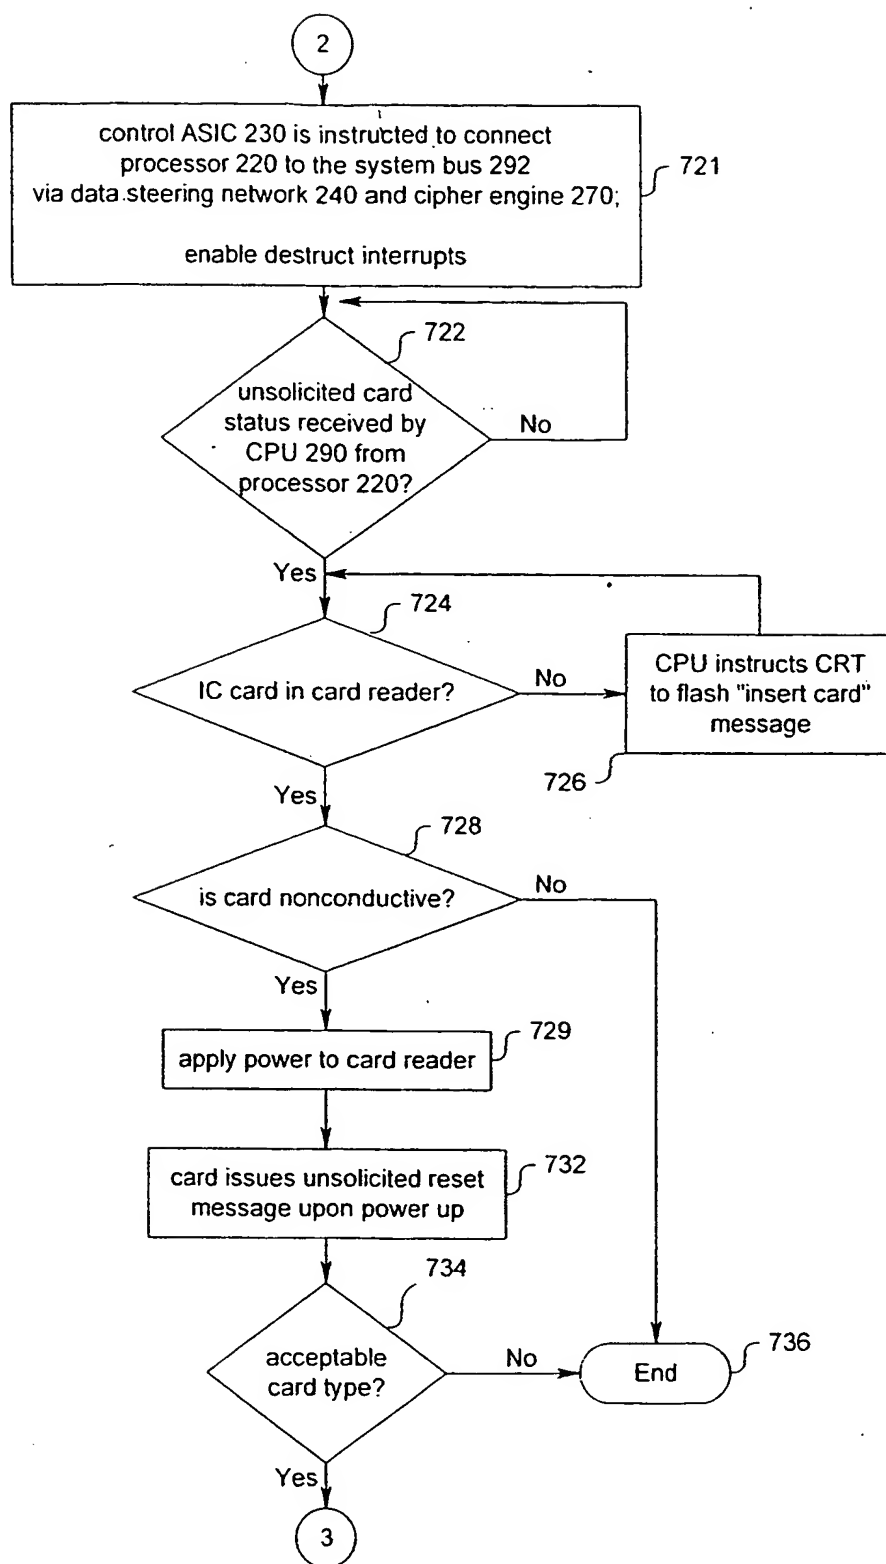 2
control ASIC 230 is instructed to connect
processor 220 to the system bus 292
via data.steering network 240 and cipher engine 270;
enable destruct interrupts
721
722
unsolicited card
status received by
CPU 290 from
processor 220?
No
Yes
724
IC card in card reader?
No
CPU instructs CRT
to flash "insert card"
message
726
Yes
728
is card nonconductive?
No
Yes
729
apply power to card reader
card issues unsolicited reset
message upon power up
732
734
acceptable
card type?
No
End
736
Yes
3